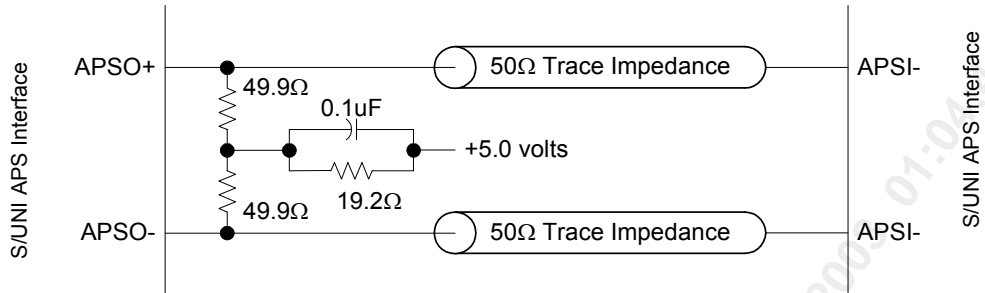 S/UNI APS Interface
APSO+
49.9Ω
0.1uF
+5.0 volts
19.2Ω
49.9Ω
APSO-
50Ω Trace Impedance
50Ω Trace Impedance
APSI-
APSI-
S/UNI APS Interface